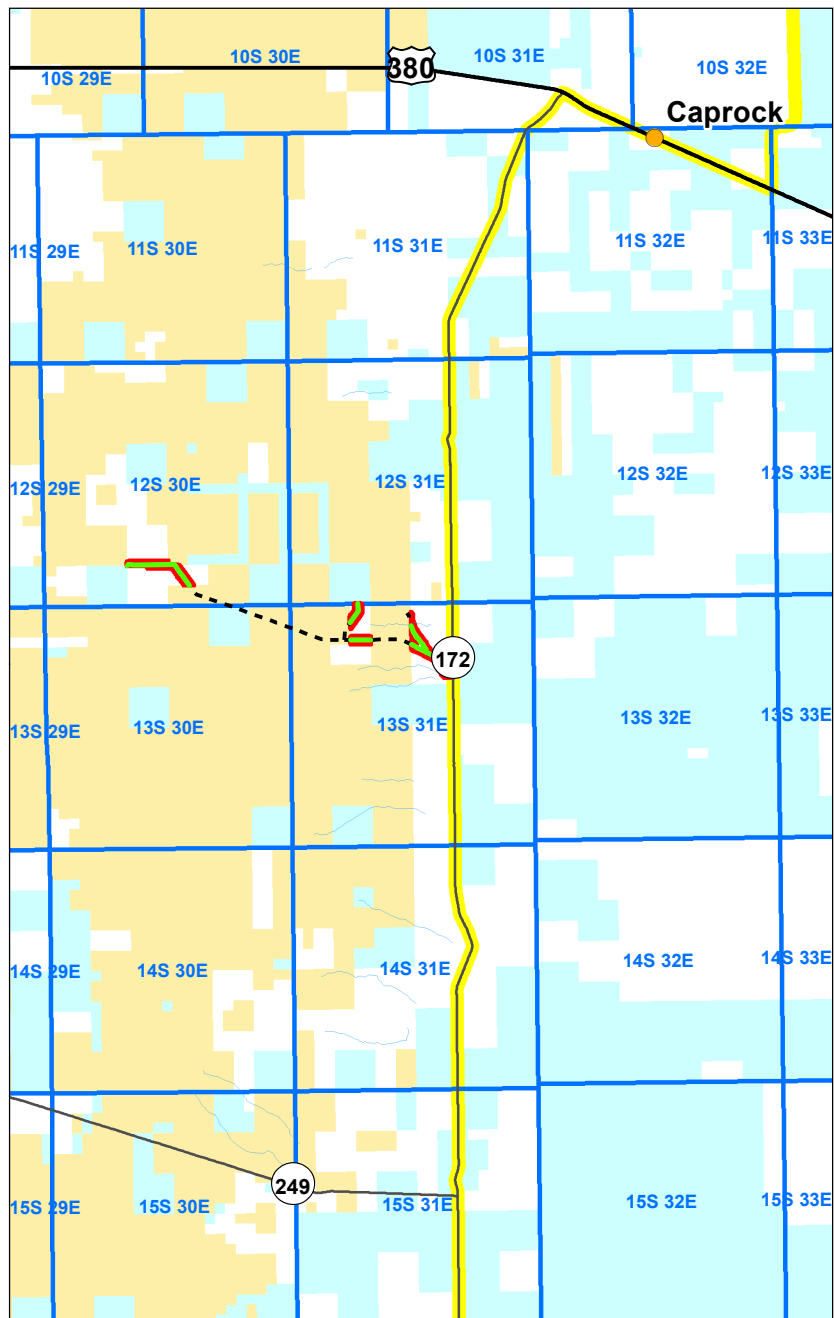 10S 29E
10S 30E
380
10S 31E
10S 32E
Caprock
11S 29E
11S 30E
11S 31E
11S 32E
11S 33E
12S 29E
12S 30E
12S 31E
12S 32E
12S 33E
172
13S 29E
13S 30E
13S 31E
13S 32E
13S 33E
14S 29E
14S 30E
14S 31E
14S 32E
14S 33E
249
15S 29E
15S 30E
15S 31E
15S 32E
15S 33E